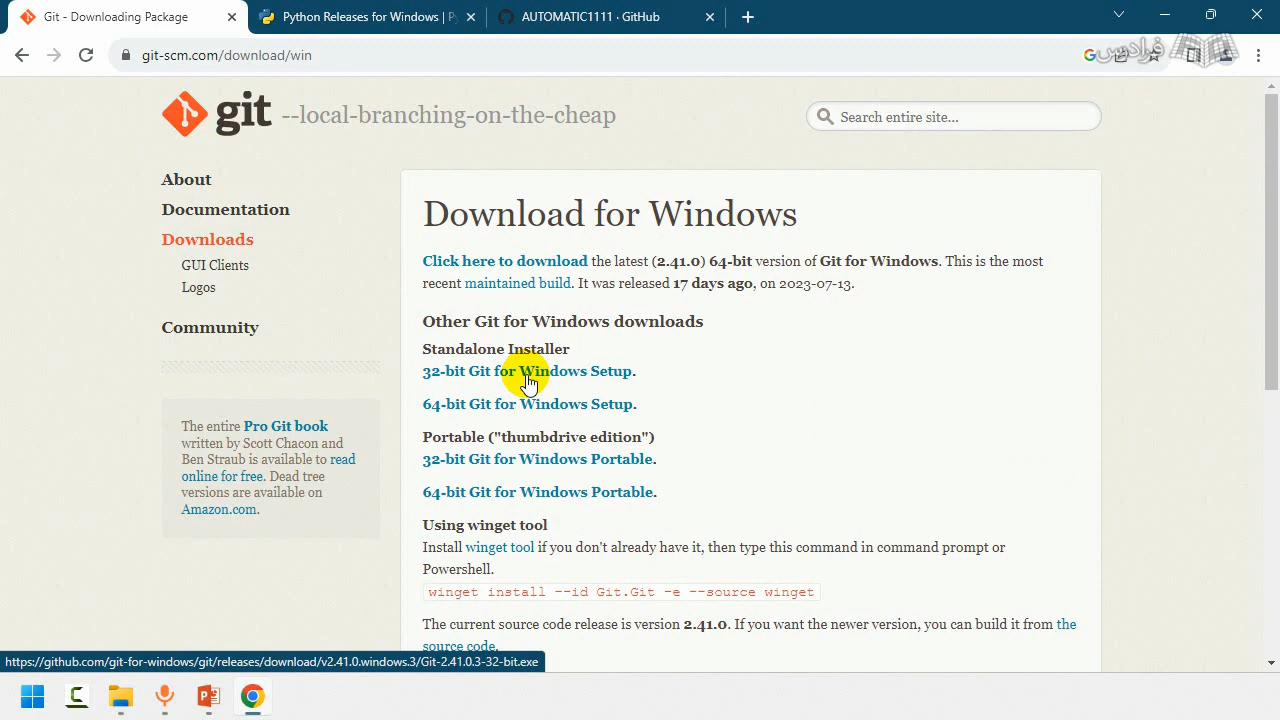 Git - Downloading Package
Python Releases for Windows | Py
AUTOMATIC1111 · GitHub
git-scm.com/download/win
فرادرس
git --local-branching-on-the-cheap
Search entire site...
About
Documentation
Downloads
GUI Clients
Logos
Community
The entire Pro Git book
written by Scott Chacon and
Ben Straub is available to read
online for free. Dead tree
versions are available on
Amazon.com.
Download for Windows
Click here to download the latest (2.41.0) 64-bit version of Git for Windows. This is the most
recent maintained build. It was released 17 days ago, on 2023-07-13.
Other Git for Windows downloads
Standalone Installer
32-bit Git for Windows Setup.
64-bit Git for Windows Setup.
Portable ("thumbdrive edition")
32-bit Git for Windows Portable.
64-bit Git for Windows Portable.
Using winget tool
Install winget tool if you don't already have it, then type this command in command prompt or
Powershell.
winget install --id Git.Git -e --source winget
The current source code release is version 2.41.0. If you want the newer version, you can build it from the
source code.
https://github.com/git-for-windows/git/releases/download/v2.41.0.windows.3/Git-2.41.0.3-32-bit.exe